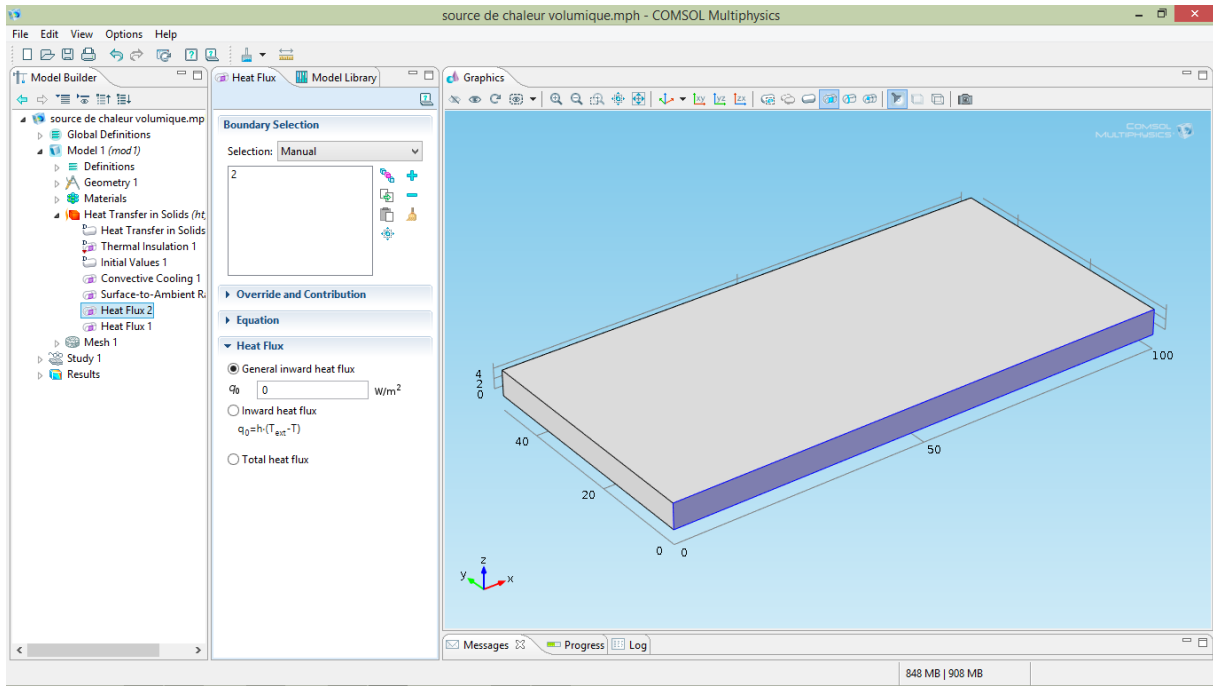 source de chaleur volumique.mph - COMSOL Multiphysics
File Edit View Options Help
Model Builder
source de chaleur volumique.mp
Global Definitions
Model 1 (mod1)
Definitions
Geometry 1
Materials
Heat Transfer in Solids (ht
Heat Transfer in Solids
Thermal Insulation 1
Initial Values 1
Convective Cooling 1
Surface-to-Ambient Ra
Heat Flux 2
Heat Flux 1
Mesh 1
Study 1
Results
Heat Flux Model Library
Boundary Selection
Selection: Manual
2
Override and Contribution
Equation
Heat Flux
General inward heat flux
q0 0 W/m²
Inward heat flux
q0=h·(Text-T)
Total heat flux
Graphics
xy yz zx
COMSOL
MULTIPHYSICS
4
2
0
40
20
0
0
50
100
z
y
x
Messages Progress Log
848 MB | 908 MB